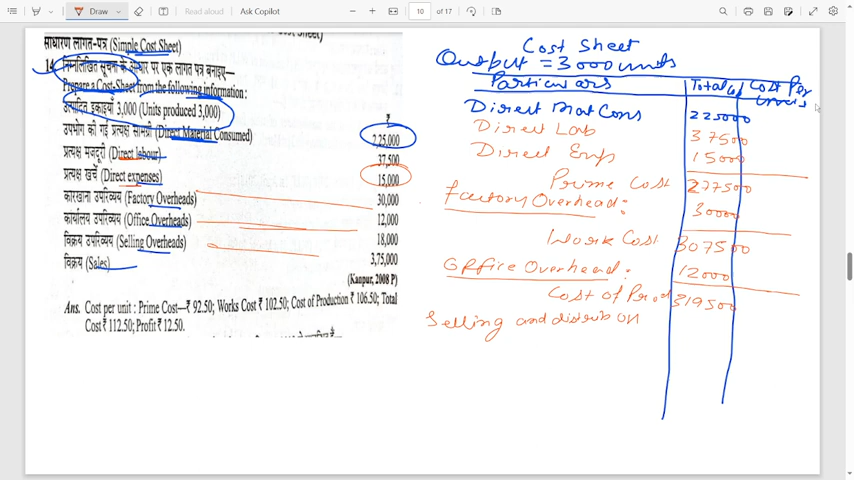 Draw
Read aloud
Ask Copilot
10
of 17
साधारण लागत-पत्र (Simple Cost Sheet)
14. निम्नलिखित सूचना के आधार पर एक लागत पत्र बनाइए—
Prepare a Cost-Sheet from the following information:
उत्पादित इकाइयाँ 3,000 (Units produced 3,000)
₹
उपभोग की गई प्रत्यक्ष सामग्री (Direct Material Consumed) 2,25,000
प्रत्यक्ष मजदूरी (Direct labour) 37,500
प्रत्यक्ष खर्चे (Direct expenses) 15,000
कारखाना उपरिव्यय (Factory Overheads) 30,000
कार्यालय उपरिव्यय (Office Overheads) 12,000
विक्रय उपरिव्यय (Selling Overheads) 18,000
विक्रय (Sales) 3,75,000
(Kanpur, 2008 P)
Ans. Cost per unit : Prime Cost—₹ 92.50; Works Cost ₹ 102.50; Cost of Production ₹ 106.50; Total
Cost ₹ 112.50; Profit ₹ 12.50.
Cost Sheet
Output = 3000 units
Particulars Total Cost Per
Direct Mat Cons 225000
Direct Lab 37500
Direct Exp 15000
Prime Cost 277500
Factory Overhead: 30000
Work Cost 307500
Office Overhead: 12000
Cost of Prod 319500
Selling and distribution